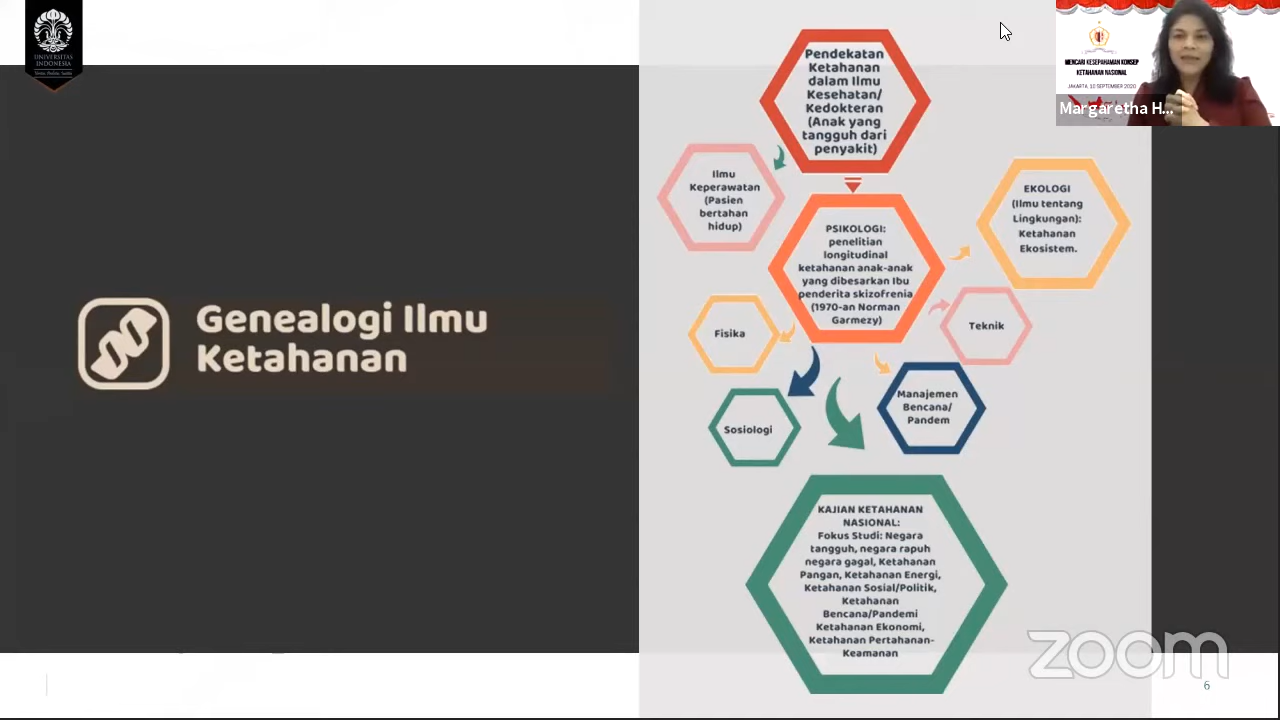 UNIVERSITAS
INDONESIA
Genealogi Ilmu
Ketahanan
Pendekatan
Ketahanan
dalam Ilmu
Kesehatan/
Kedokteran
(Anak yang
tangguh dari
penyakit)
Ilmu
Keperawatan
(Pasien
bertahan
hidup)
PSIKOLOGI:
penelitian
longitudinal
ketahanan anak-anak
yang dibesarkan Ibu
penderita skizofrenia
(1970-an Norman
Garmezy)
EKOLOGI
(Ilmu tentang
Lingkungan):
Ketahanan
Ekosistem.
Fisika
Teknik
Sosiologi
Manajemen
Bencana/
Pandem
KAJIAN KETAHANAN
NASIONAL:
Fokus Studi: Negara
tangguh, negara rapuh
negara gagal, Ketahanan
Pangan, Ketahanan Energi,
Ketahanan Sosial/Politik,
Ketahanan
Bencana/Pandemi
Ketahanan Ekonomi,
Ketahanan Pertahanan-
Keamanan
MENCARI KESEPAHAMAN KONSEP
KETAHANAN NASIONAL
JAKARTA, 10 SEPTEMBER 2020
Margaretha H...
zoom
6